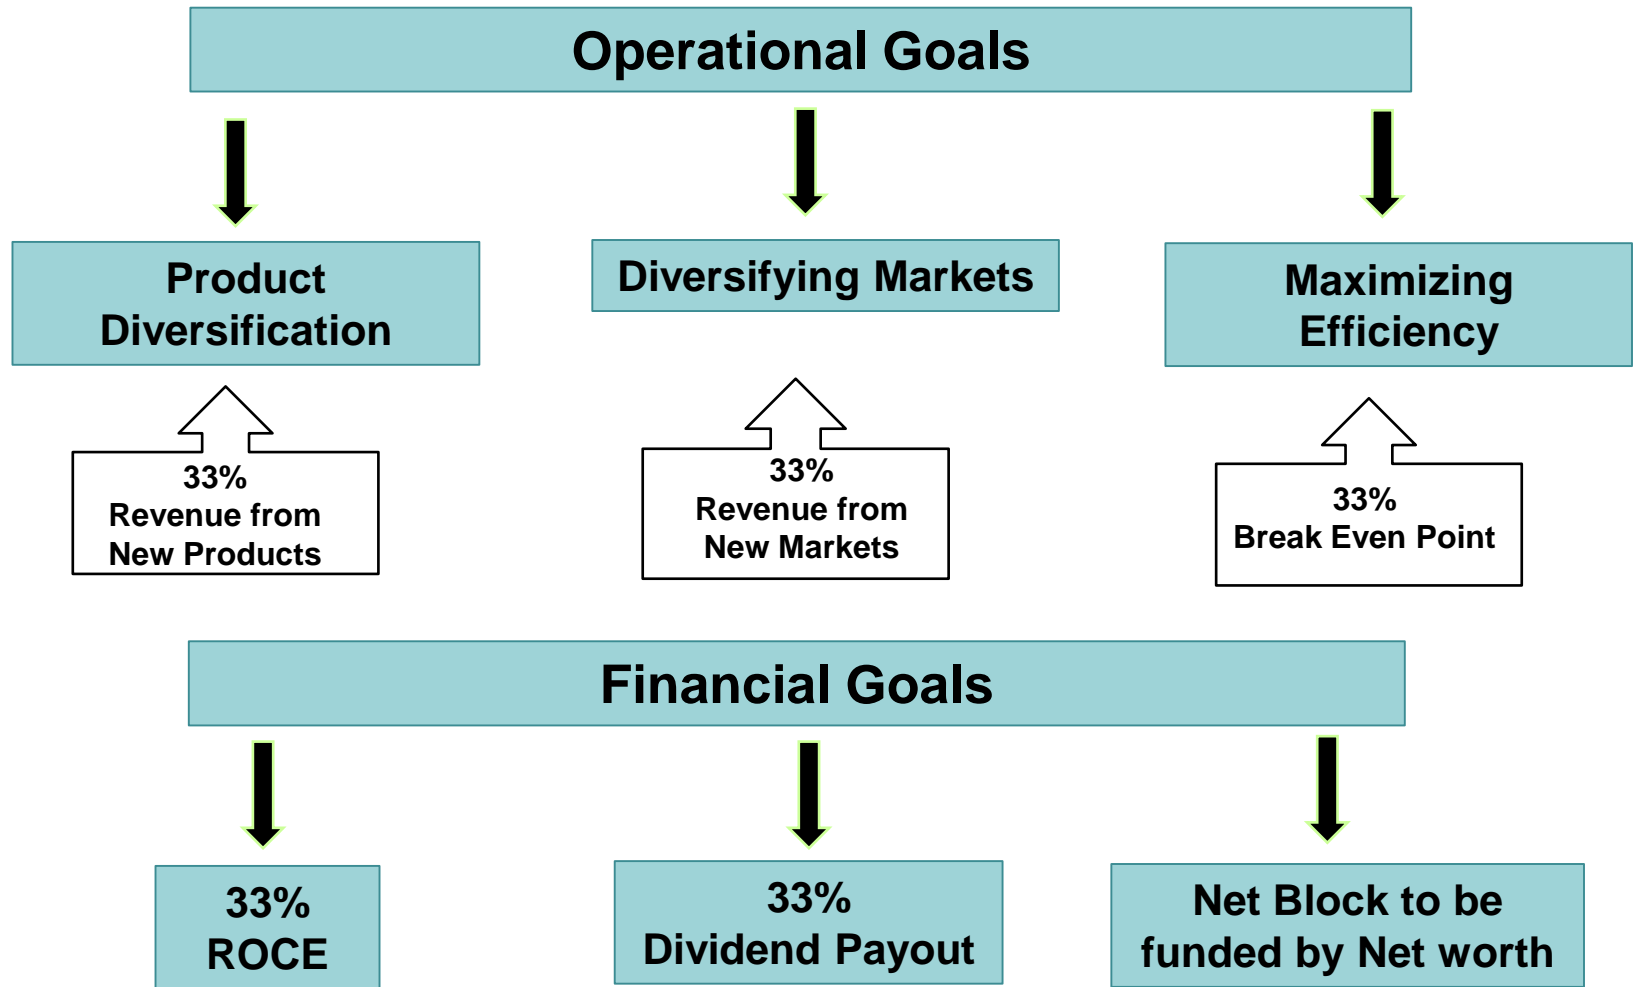 Operational Goals
Product
Diversification
Diversifying Markets
Maximizing
Efficiency
33%
Revenue from
New Products
33%
Revenue from
New Markets
33%
Break Even Point
Financial Goals
33%
ROCE
33%
Dividend Payout
Net Block to be
funded by Net worth